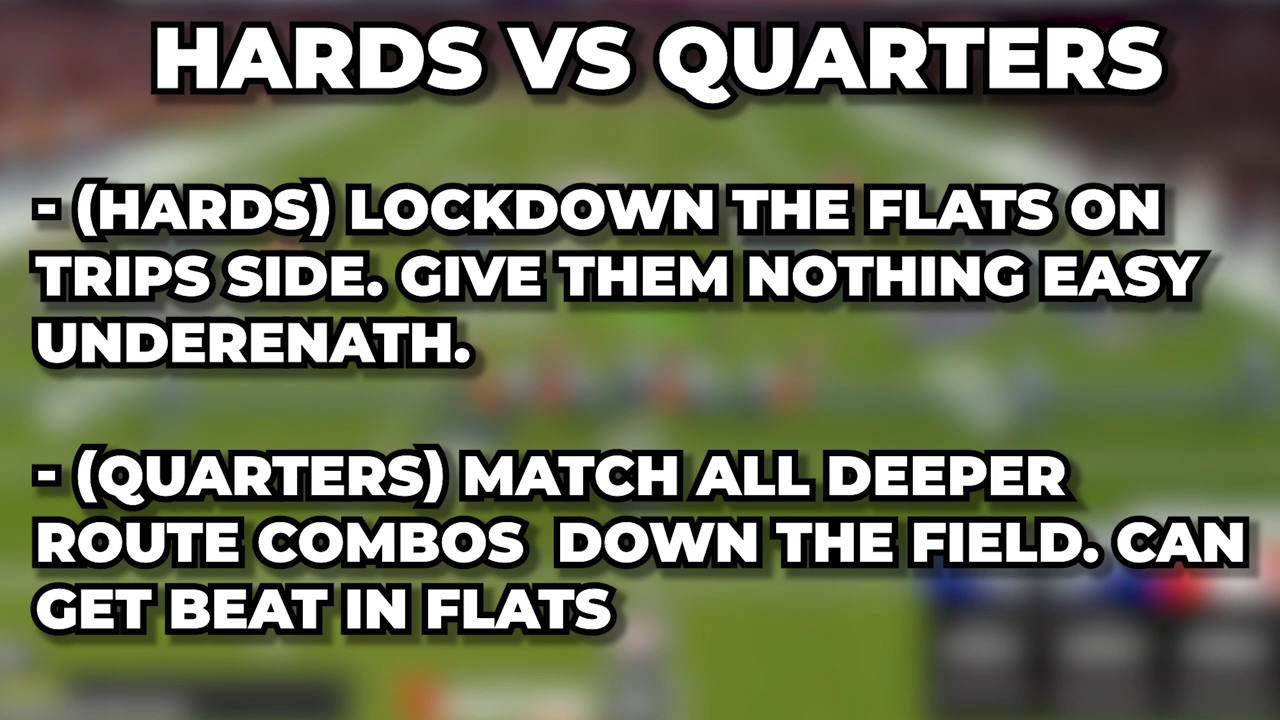 HARDS VS QUARTERS
- (HARDS) LOCKDOWN THE FLATS ON
TRIPS SIDE. GIVE THEM NOTHING EASY
UNDERENATH.
- (QUARTERS) MATCH ALL DEEPER
ROUTE COMBOS  DOWN THE FIELD. CAN
GET BEAT IN FLATS